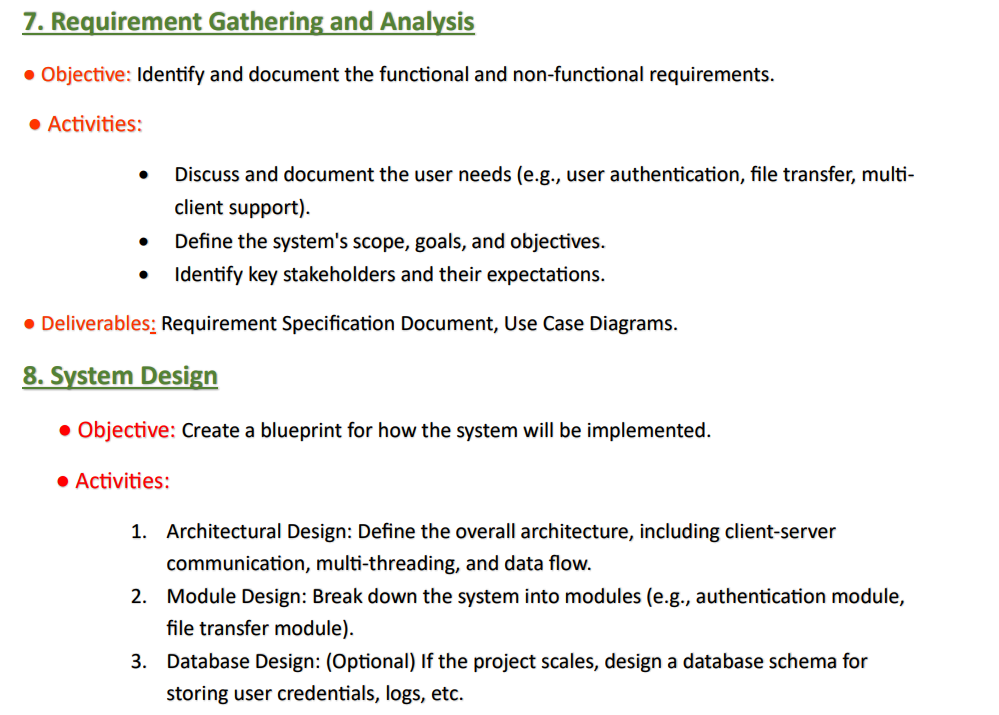 7. Requirement Gathering and Analysis
● Objective: Identify and document the functional and non-functional requirements.
● Activities:
● Discuss and document the user needs (e.g., user authentication, file transfer, multi-
client support).
● Define the system's scope, goals, and objectives.
● Identify key stakeholders and their expectations.
● Deliverables: Requirement Specification Document, Use Case Diagrams.
8. System Design
● Objective: Create a blueprint for how the system will be implemented.
● Activities:
1. Architectural Design: Define the overall architecture, including client-server
communication, multi-threading, and data flow.
2. Module Design: Break down the system into modules (e.g., authentication module,
file transfer module).
3. Database Design: (Optional) If the project scales, design a database schema for
storing user credentials, logs, etc.